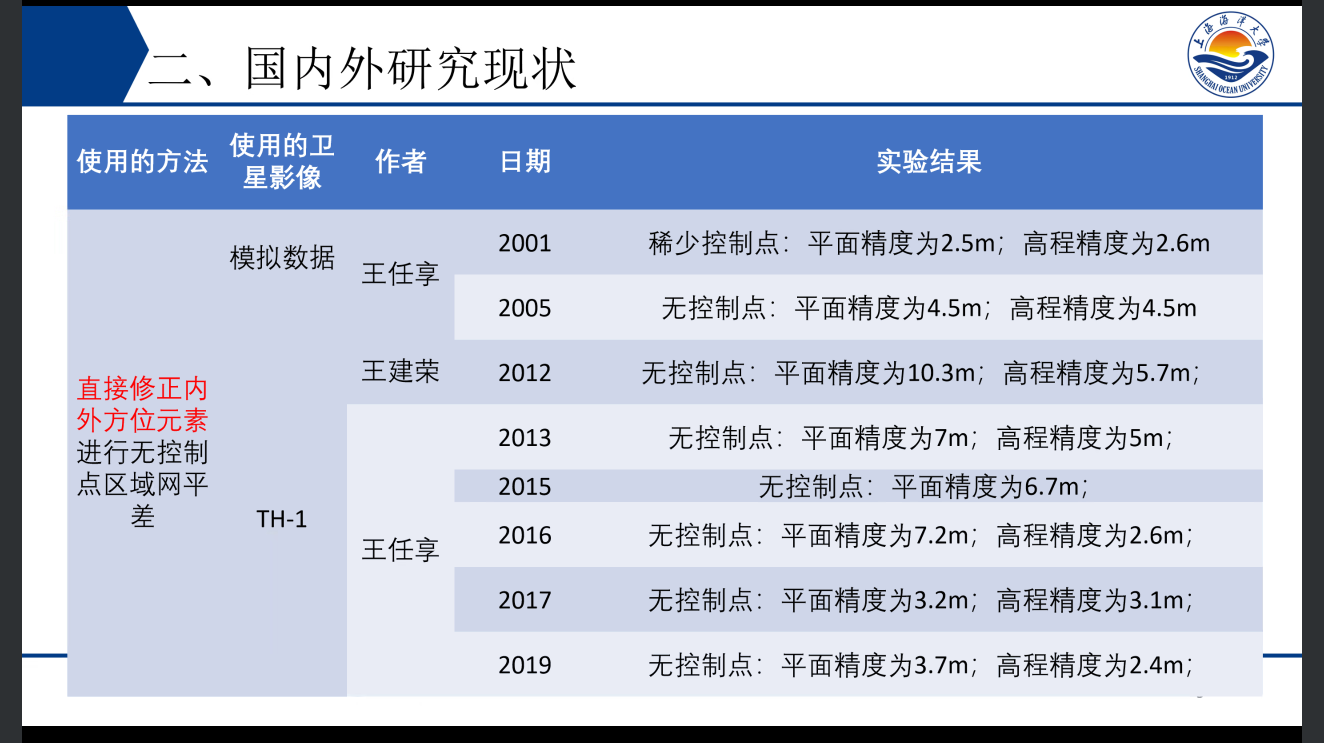 二、国内外研究现状
上海海洋大学
1912
SHANGHAI OCEAN UNIVERSITY
使用的方法
使用的卫
星影像
作者
日期
实验结果
直接修正内
外方位元素
进行无控制
点区域网平
差
模拟数据
王任享
2001
稀少控制点：平面精度为2.5m；高程精度为2.6m
2005
无控制点：平面精度为4.5m；高程精度为4.5m
TH-1
王建荣
2012
无控制点：平面精度为10.3m；高程精度为5.7m；
王任享
2013
无控制点：平面精度为7m；高程精度为5m；
2015
无控制点：平面精度为6.7m；
2016
无控制点：平面精度为7.2m；高程精度为2.6m；
2017
无控制点：平面精度为3.2m；高程精度为3.1m；
2019
无控制点：平面精度为3.7m；高程精度为2.4m；